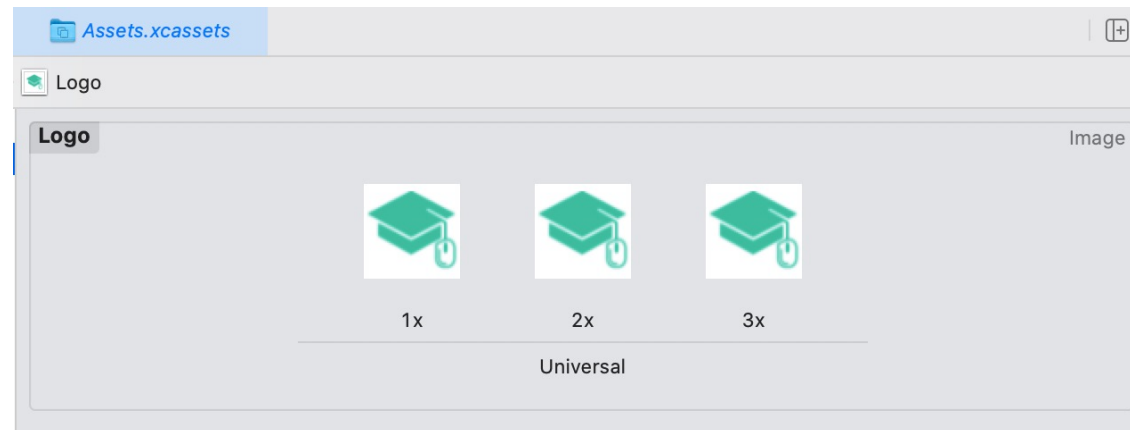 Assets.xcassets
Logo
Logo
Image
1x 2x 3x
Universal